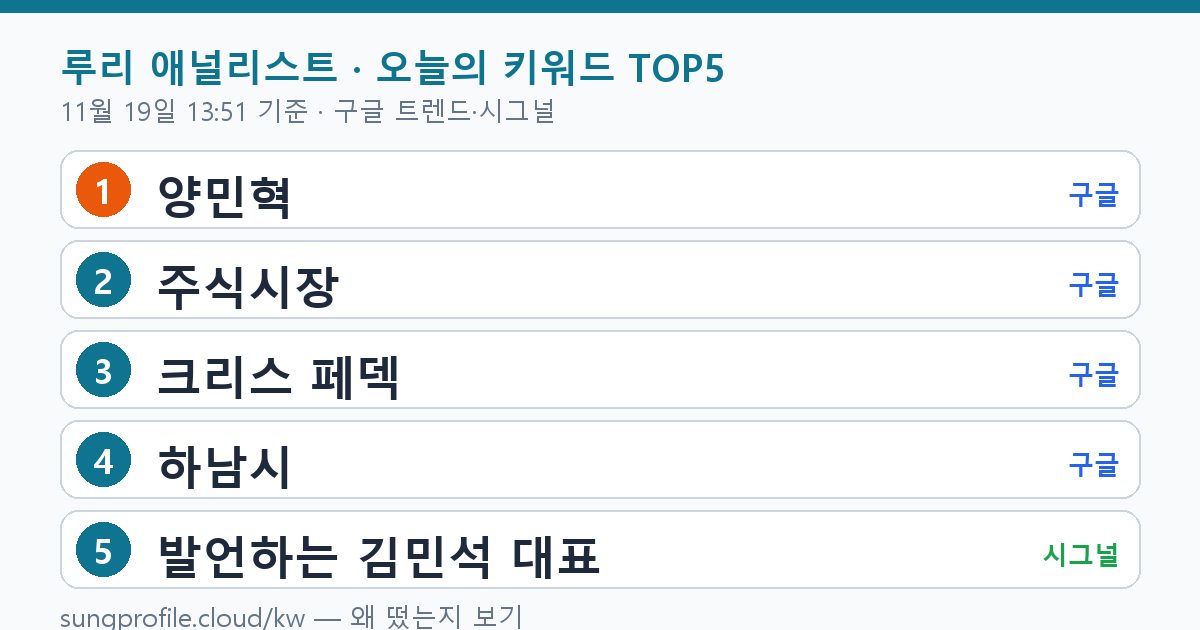 루리 애널리스트 · 오늘의 키워드 TOP5
11월 19일 13:51 기준 · 구글 트렌드·시그널
1 양민혁 구글
2 주식시장 구글
3 크리스 페덱 구글
4 하남시 구글
5 발언하는 김민석 대표 시그널
sungprofile.cloud/kw — 왜 떴는지 보기